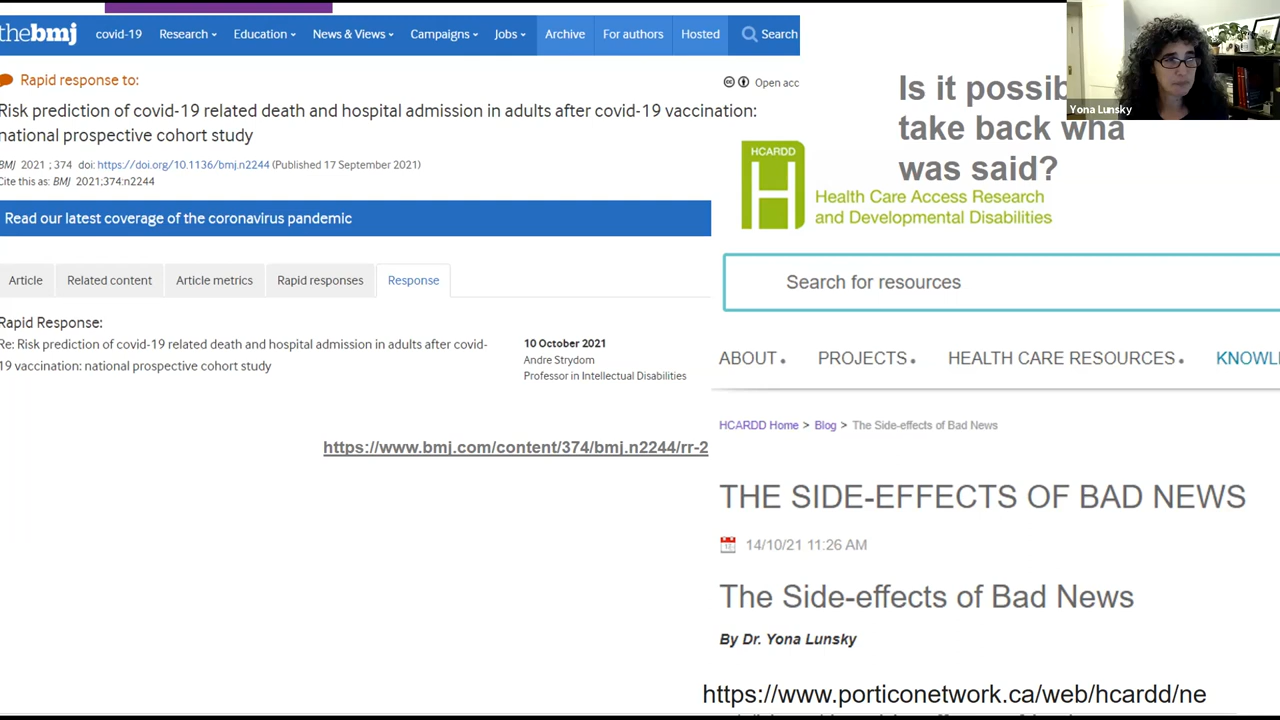 thebmj covid-19 Research News & Views Education Campaigns Jobs Archive For authors Hosted Search
Rapid response to:
Open acc
Risk prediction of covid-19 related death and hospital admission in adults after covid-19 vaccination:
national prospective cohort study
BMJ 2021 ; 374 doi: https://doi.org/10.1136/bmj.n2244 (Published 17 September 2021)
Cite this as: BMJ 2021;374:n2244
Read our latest coverage of the coronavirus pandemic
Article Related content Article metrics Rapid responses Response
Rapid Response:
Re: Risk prediction of covid-19 related death and hospital admission in adults after covid-
19 vaccination: national prospective cohort study
10 October 2021
Andre Strydom
Professor in Intellectual Disabilities
https://www.bmj.com/content/374/bmj.n2244/rr-2
Is it possib
take back wha
was said?
Yona Lunsky
HCARDD
H
Health Care Access Research
and Developmental Disabilities
Search for resources
ABOUT PROJECTS HEALTH CARE RESOURCES KNOWL
HCARDD Home > Blog > The Side-effects of Bad News
THE SIDE-EFFECTS OF BAD NEWS
14/10/21 11:26 AM
The Side-effects of Bad News
By Dr. Yona Lunsky
https://www.porticonetwork.ca/web/hcardd/ne